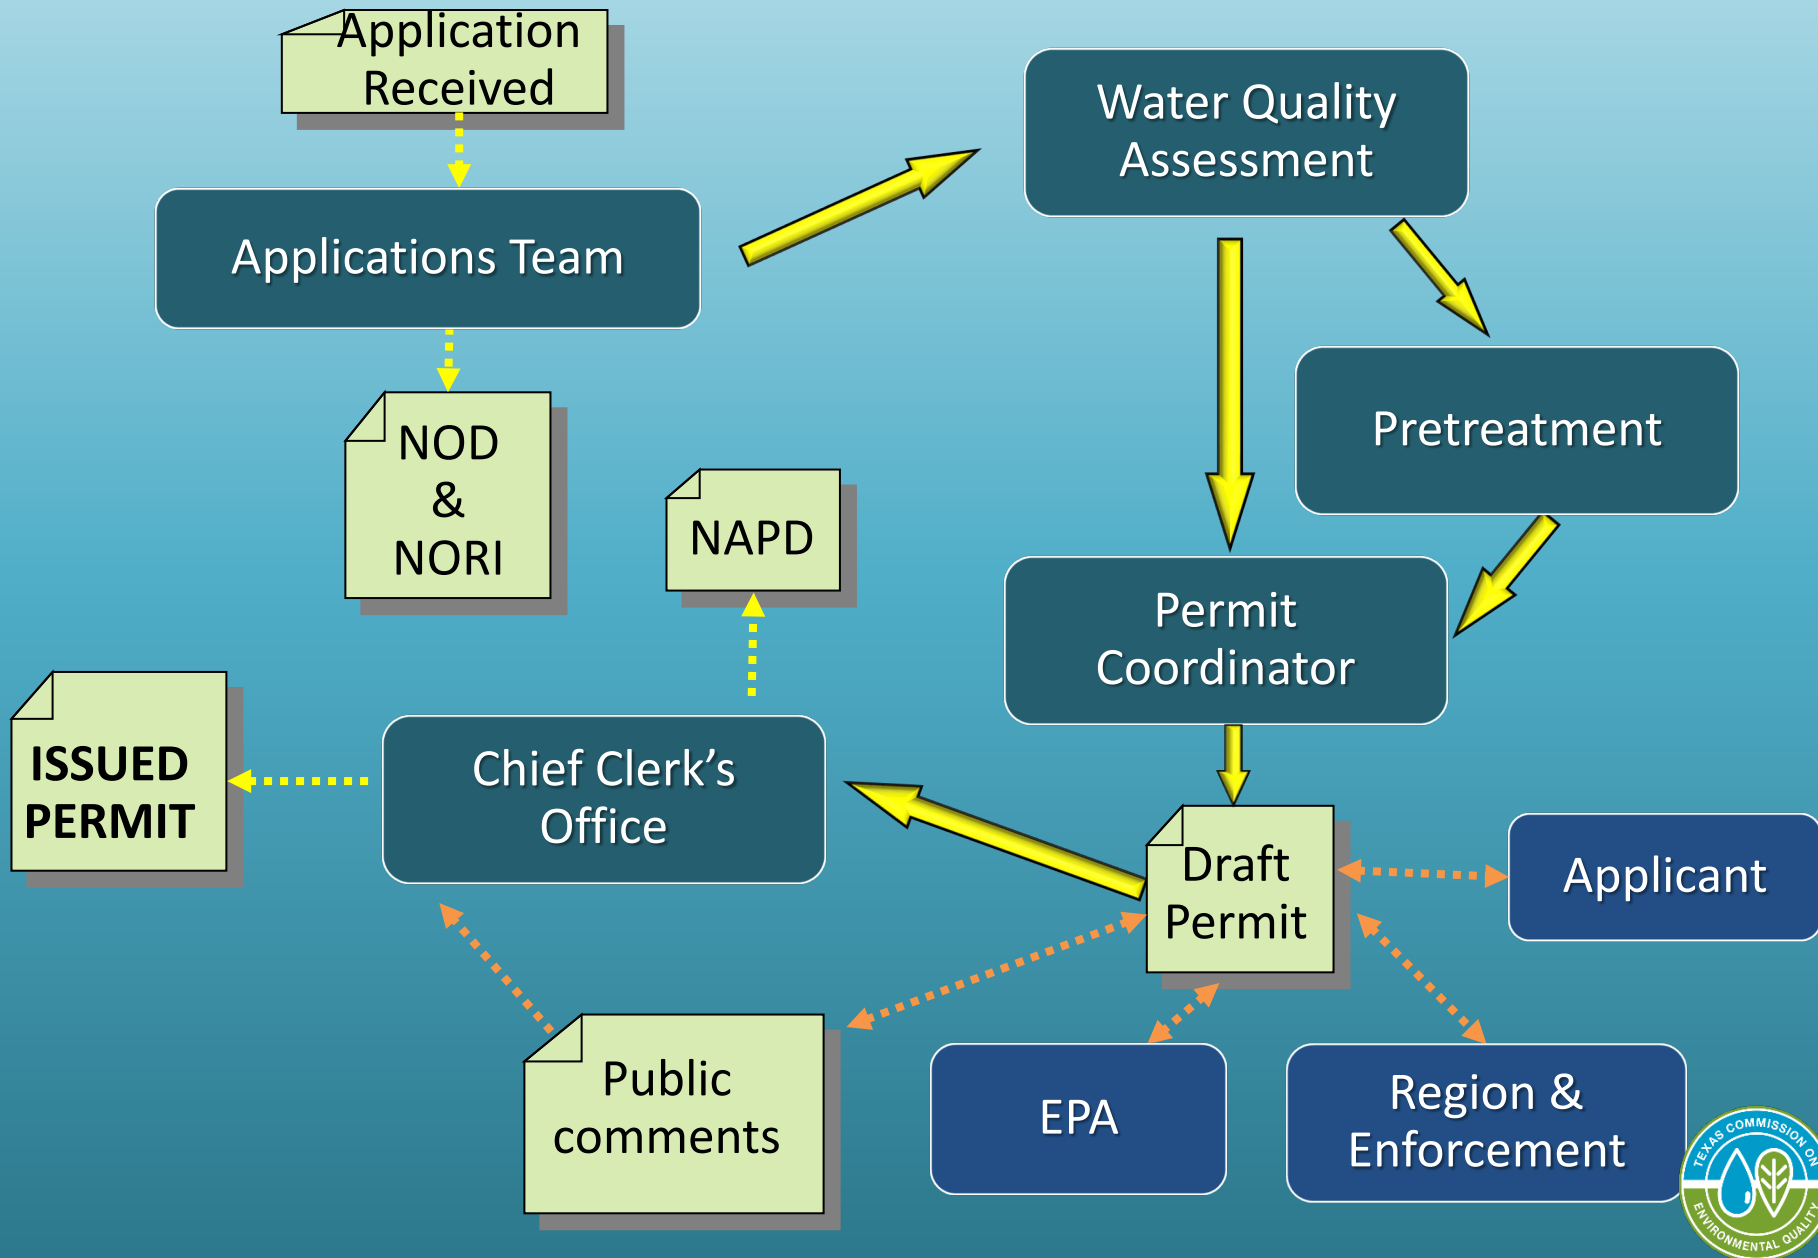 Application
Received
Water Quality
Assessment
Applications Team
Pretreatment
NOD
&
NORI
NAPD
Permit
Coordinator
ISSUED
PERMIT
Chief Clerk’s
Office
Draft
Permit
Applicant
Public
comments
EPA
Region &
Enforcement
TEXAS COMMISSION ON
ENVIRONMENTAL QUALITY